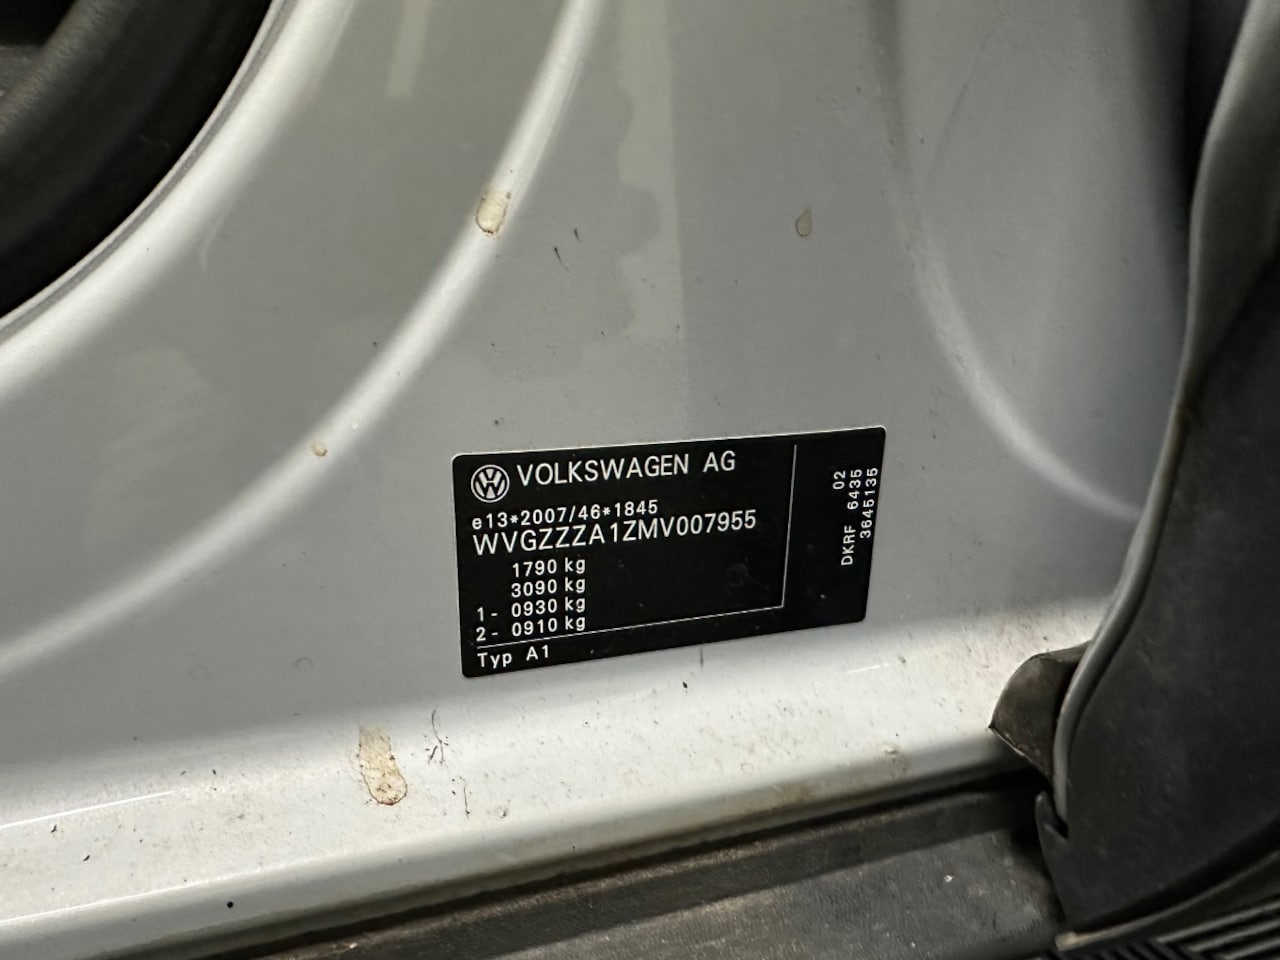 VOLKSWAGEN AG
e13*2007/46*1845
WVGZZZA1ZMV007955
1790 kg
3090 kg
1- 0930 kg
2- 0910 kg
Typ A1
DKRF 6435 02
3645135